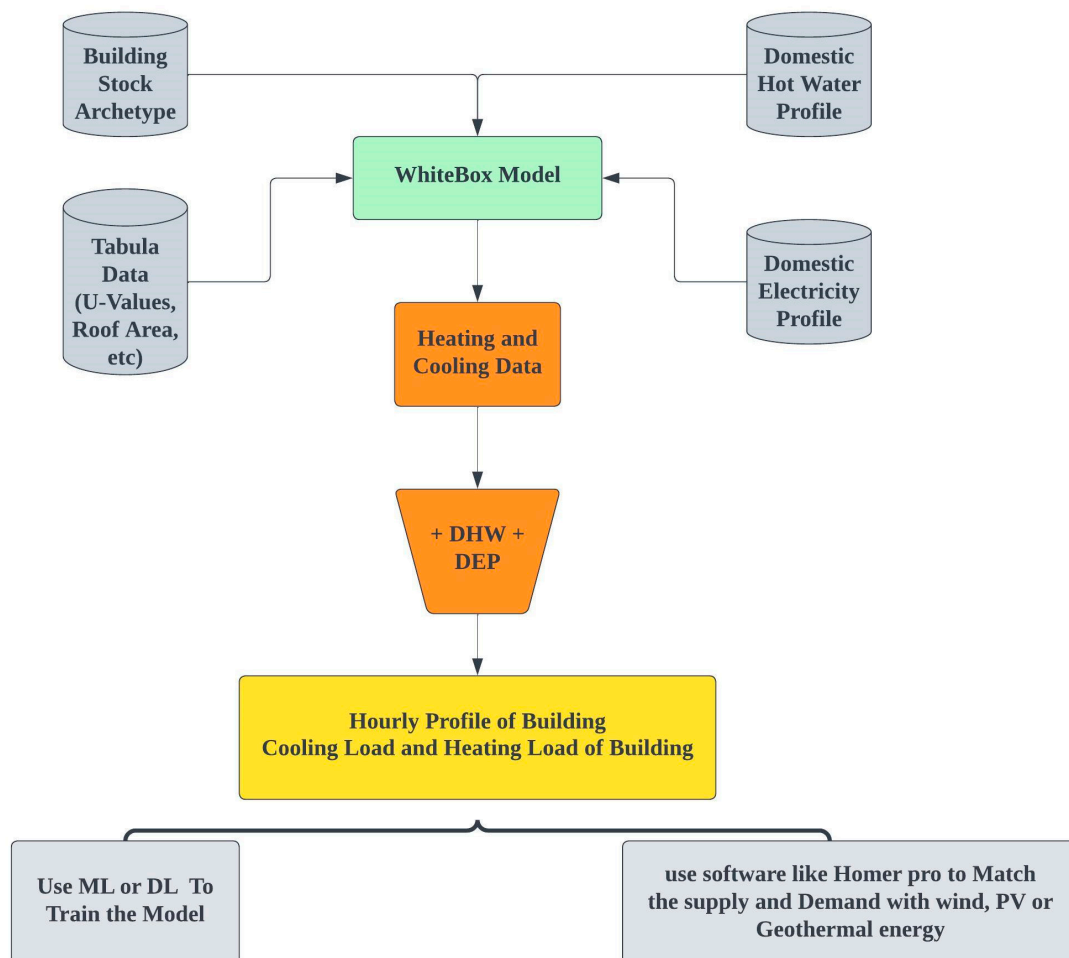 Building
Stock
Archetype
Domestic
Hot Water
Profile
WhiteBox Model
Tabula
Data
(U-Values,
Roof Area,
etc)
Domestic
Electricity
Profile
Heating and
Cooling Data
+ DHW +
DEP
Hourly Profile of Building
Cooling Load and Heating Load of Building
Use ML or DL To
Train the Model
use software like Homer pro to Match
the supply and Demand with wind, PV or
Geothermal energy